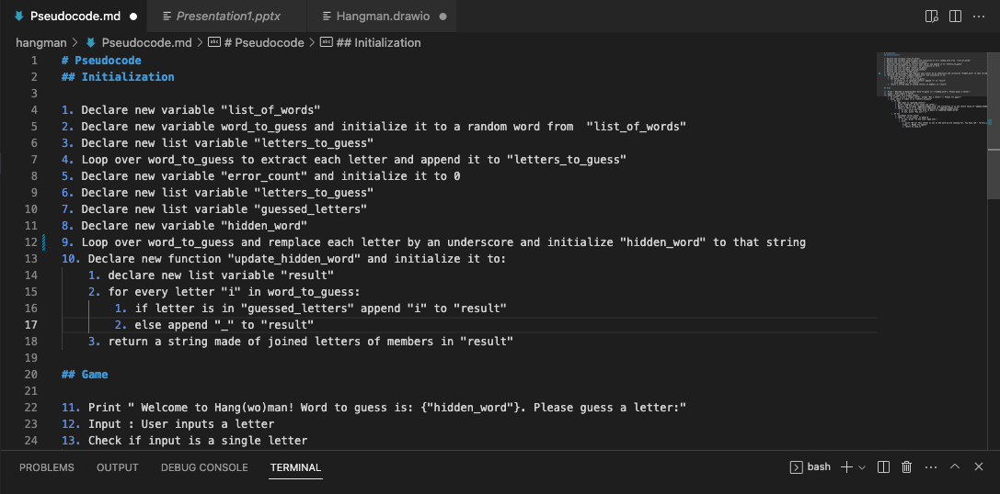 Pseudocode.md Presentation1.pptx Hangman.drawio
hangman > Pseudocode.md > abc # Pseudocode > abc ## Initialization
1 # Pseudocode
2 ## Initialization
3
4 1. Declare new variable "list_of_words"
5 2. Declare new variable word_to_guess and initialize it to a random word from  "list_of_words"
6 3. Declare new list variable "letters_to_guess"
7 4. Loop over word_to_guess to extract each letter and append it to "letters_to_guess"
8 5. Declare new variable "error_count" and initialize it to 0
9 6. Declare new list variable "letters_to_guess"
10 7. Declare new list variable "guessed_letters"
11 8. Declare new variable "hidden_word"
12 9. Loop over word_to_guess and remplace each letter by an underscore and initialize "hidden_word" to that string
13 10. Declare new function "update_hidden_word" and initialize it to:
14 1. declare new list variable "result"
15 2. for every letter "i" in word_to_guess:
16 1. if letter is in "guessed_letters" append "i" to "result"
17 2. else append "_" to "result"
18 3. return a string made of joined letters of members in "result"
19
20 ## Game
21
22 11. Print " Welcome to Hang(wo)man! Word to guess is: {"hidden_word"}. Please guess a letter:"
23 12. Input : User inputs a letter
24 13. Check if input is a single letter
PROBLEMS OUTPUT DEBUG CONSOLE TERMINAL bash